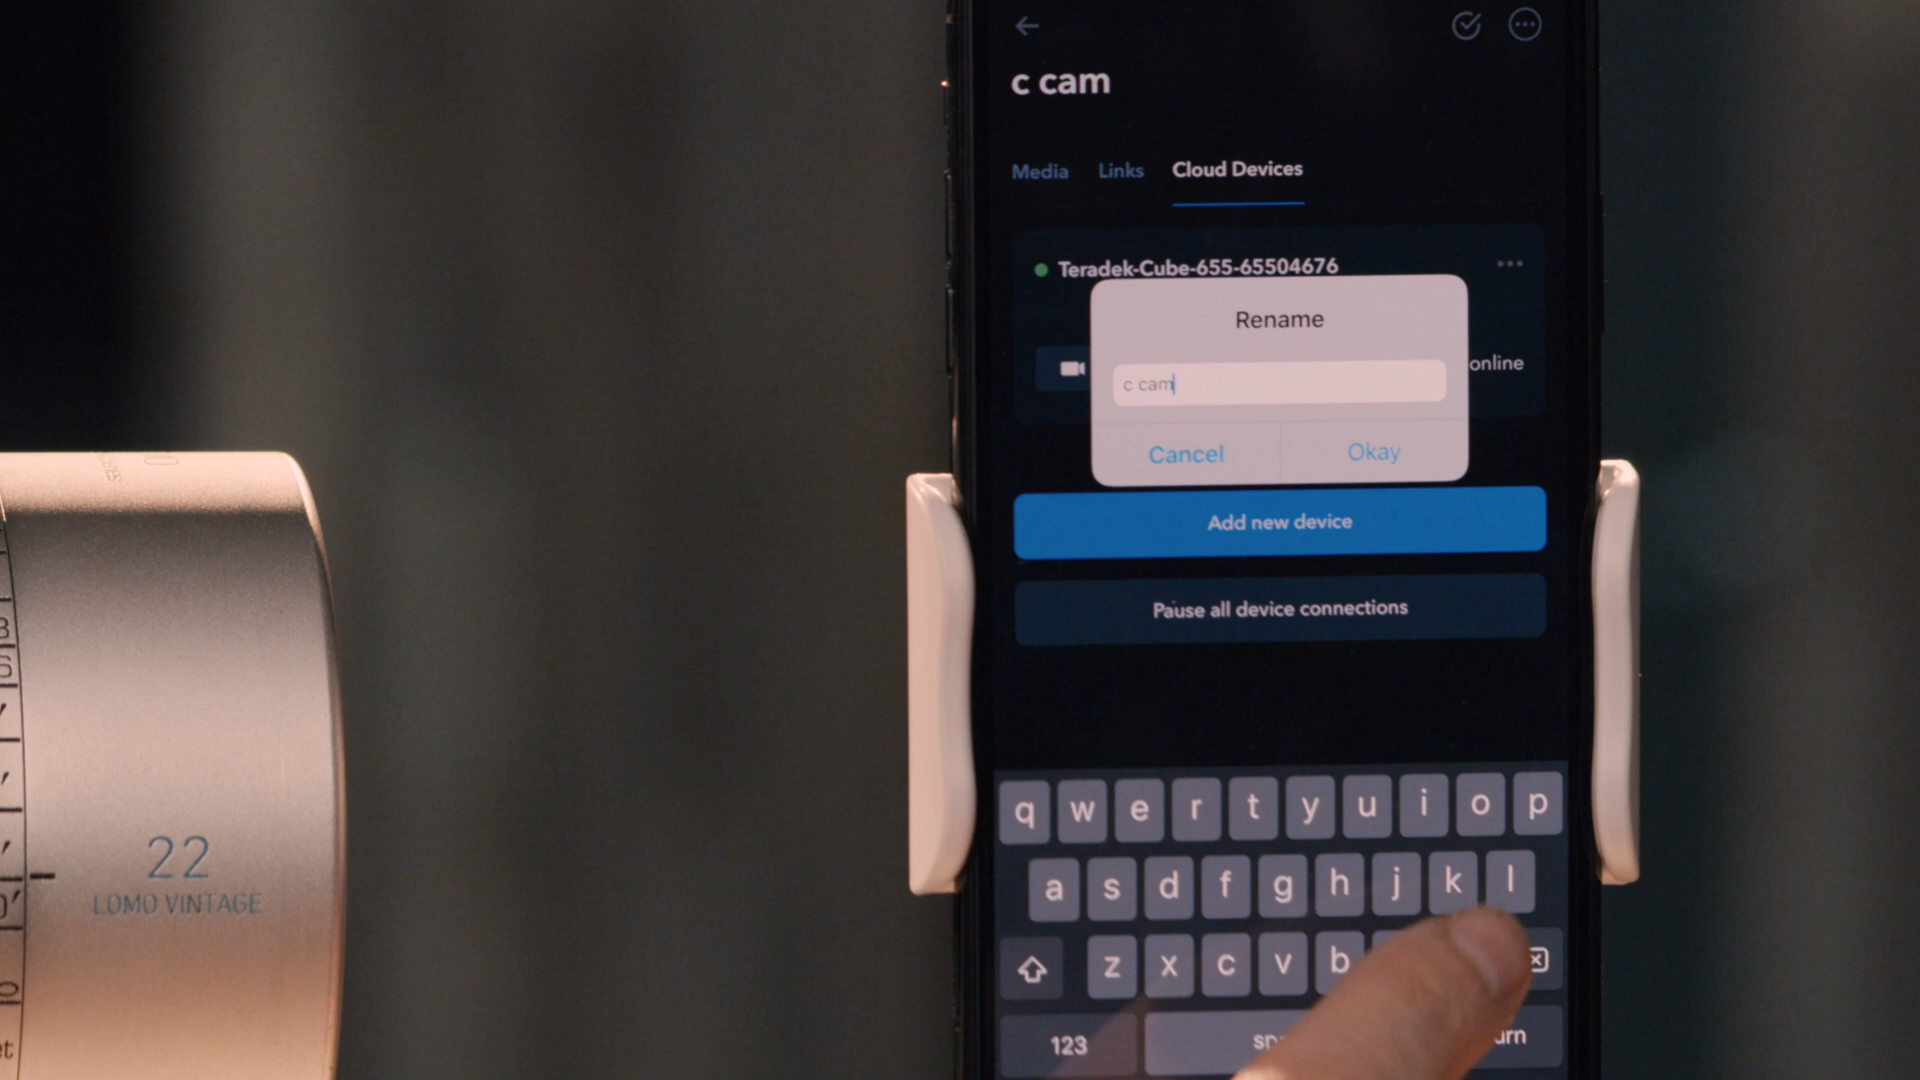 c cam
Media Links Cloud Devices
Teradek-Cube-655-65504676
Rename
online
c cam
Cancel Okay
Add new device
Pause all device connections
q w e r t y u i o p
a s d f g h j k l
z x c v b
123
22
LOMO VINTAGE